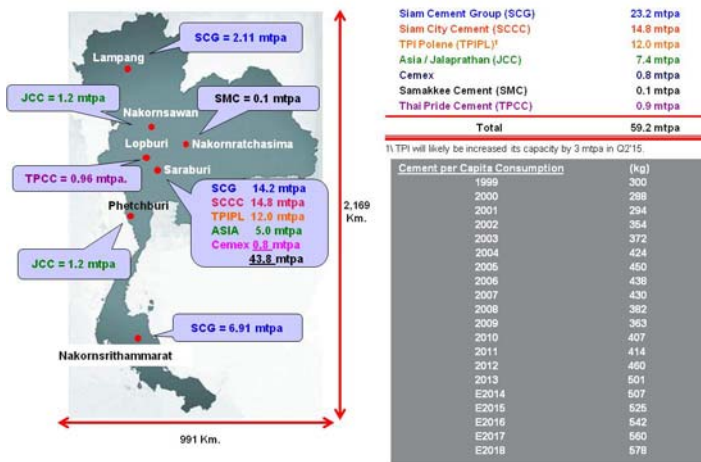 SCG = 2.11 mtpa
Lampang
JCC = 1.2 mtpa
SMC = 0.1 mtpa
Nakornsawan
Nakornratchasima
Lopburi
Saraburi
TPCC = 0.96 mtpa.
SCG 14.2 mtpa
SCCC 14.8 mtpa
TPIPL 12.0 mtpa
ASIA 5.0 mtpa
Cemex 0.8 mtpa
43.8 mtpa
Phetchburi
JCC = 1.2 mtpa
SCG = 6.91 mtpa
Nakornsrithammarat
2,169 Km.
991 Km.
Siam Cement Group (SCG) 23.2 mtpa
Siam City Cement (SCCC) 14.8 mtpa
TPI Polene (TPIPL)¹ 12.0 mtpa
Asia / Jalaprathan (JCC) 7.4 mtpa
Cemex 0.8 mtpa
Samakkee Cement (SMC) 0.1 mtpa
Thai Pride Cement (TPCC) 0.9 mtpa
Total 59.2 mtpa
1\ TPI will likely be increased its capacity by 3 mtpa in Q2'15.
Cement per Capita Consumption (kg)
1999 300
2000 288
2001 294
2002 354
2003 372
2004 424
2005 450
2006 438
2007 430
2008 382
2009 363
2010 407
2011 414
2012 460
2013 501
E2014 507
E2015 525
E2016 542
E2017 560
E2018 578